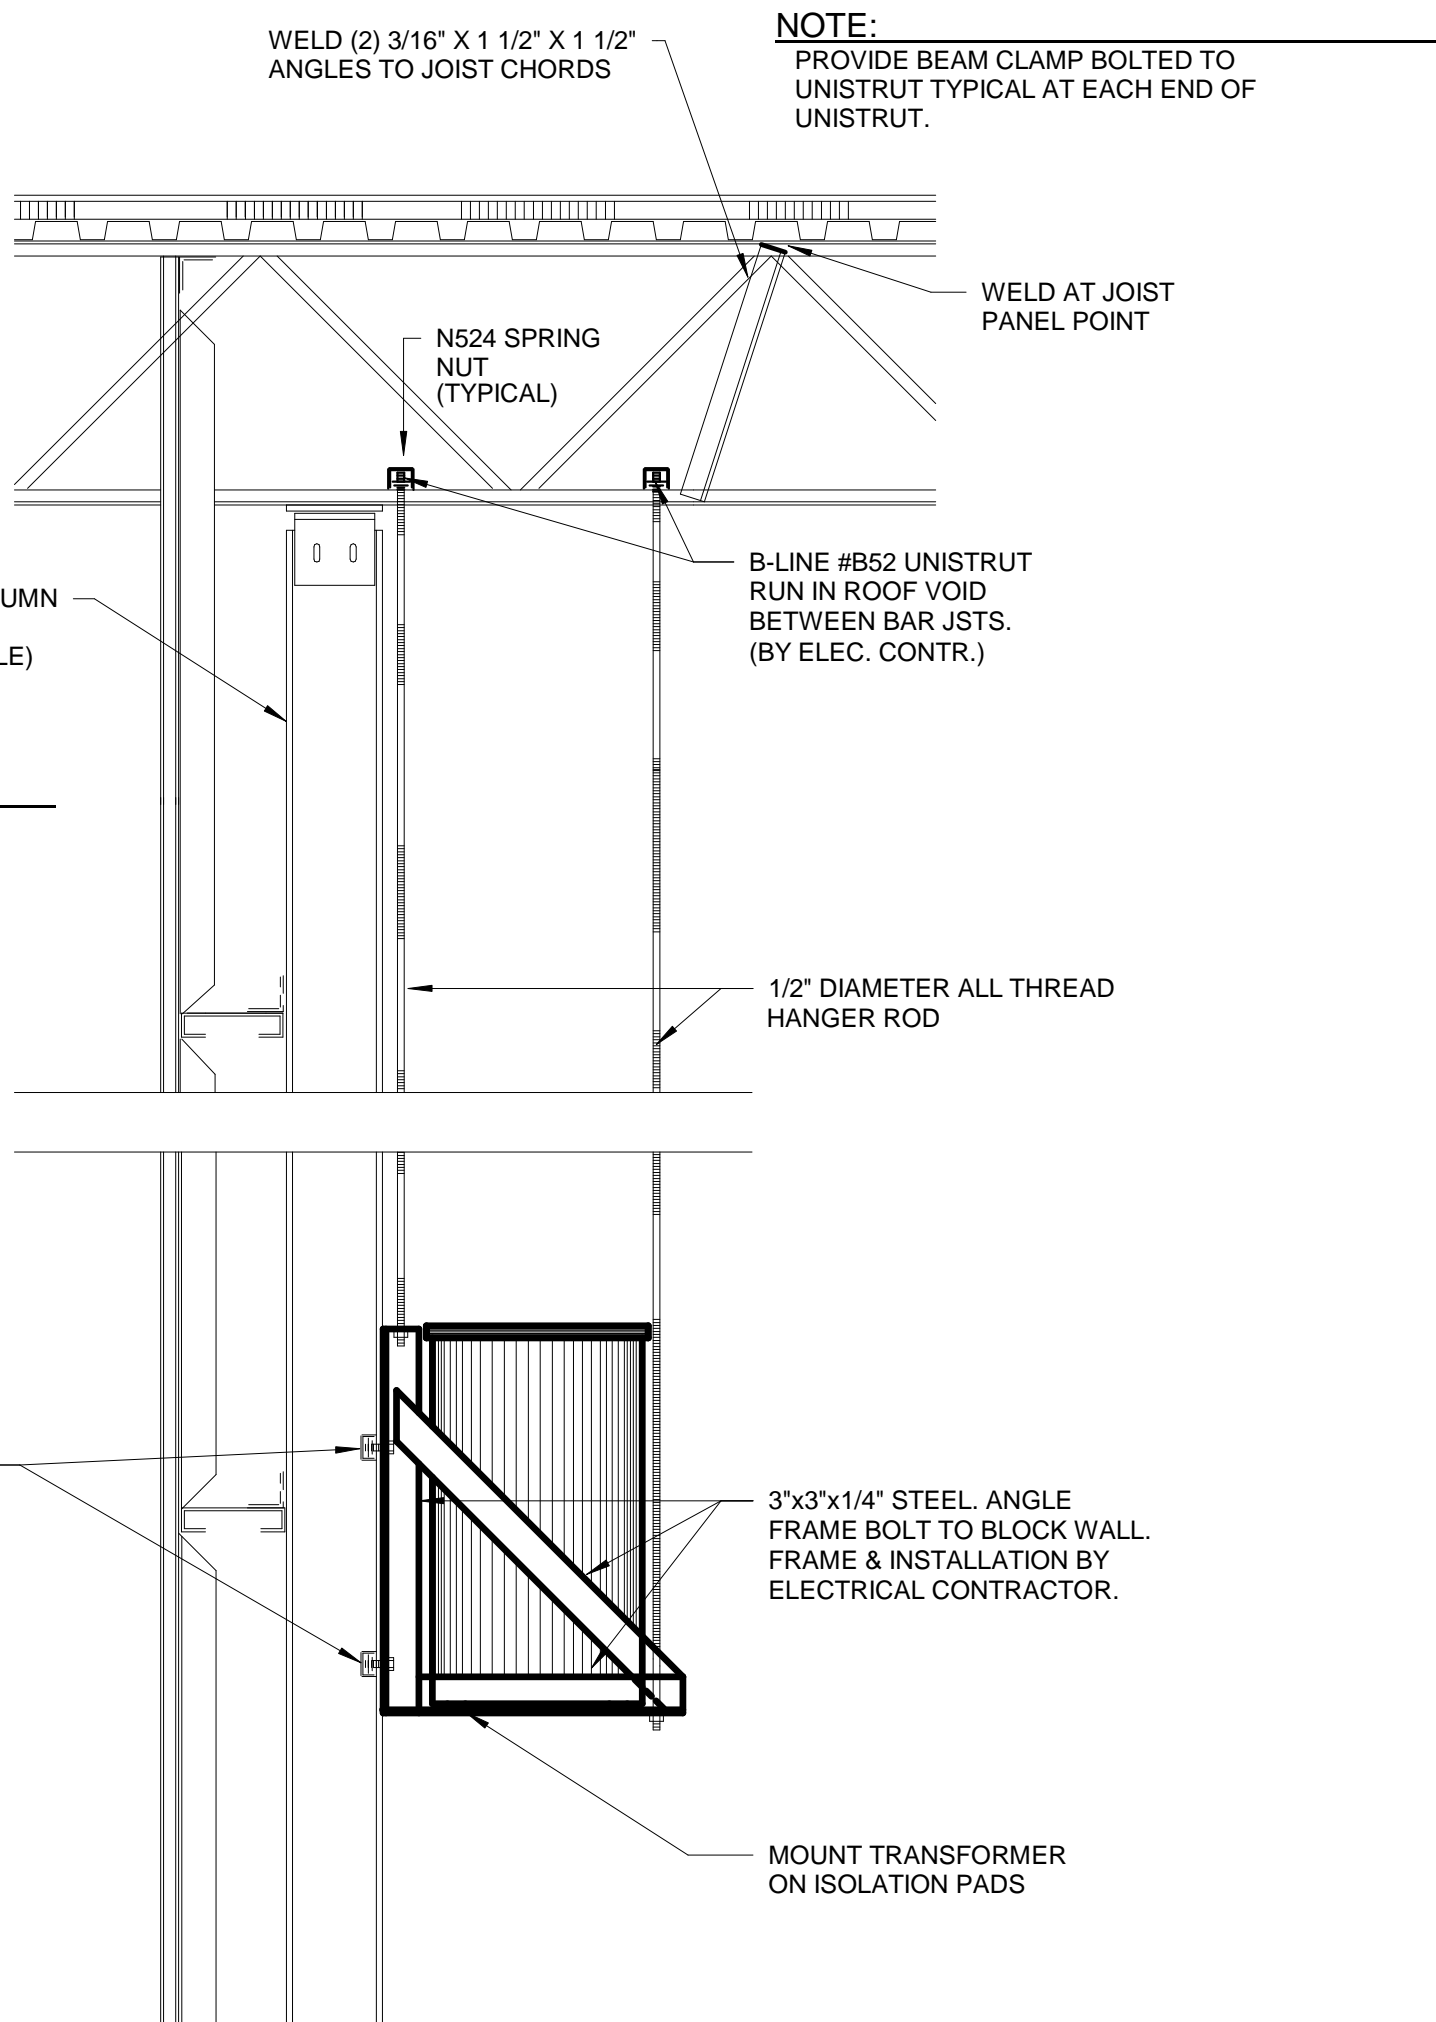 WELD (2) 3/16" X 1 1/2" X 1 1/2"
ANGLES TO JOIST CHORDS
NOTE:
PROVIDE BEAM CLAMP BOLTED TO
UNISTRUT TYPICAL AT EACH END OF
UNISTRUT.
WELD AT JOIST
PANEL POINT
N524 SPRING
NUT
(TYPICAL)
B-LINE #B52 UNISTRUT
RUN IN ROOF VOID
BETWEEN BAR JSTS.
(BY ELEC. CONTR.)
UMN
LE)
1/2" DIAMETER ALL THREAD
HANGER ROD
3"x3"x1/4" STEEL. ANGLE
FRAME BOLT TO BLOCK WALL.
FRAME & INSTALLATION BY
ELECTRICAL CONTRACTOR.
MOUNT TRANSFORMER
ON ISOLATION PADS